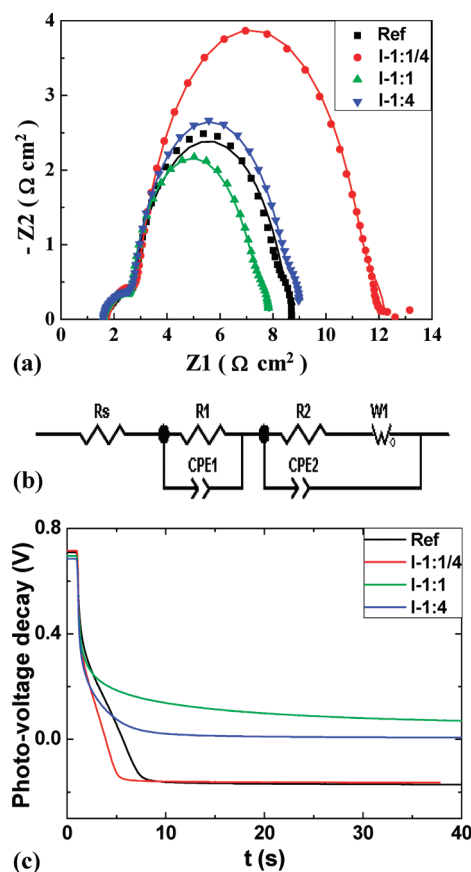 (a)
- Z2 ( Ω cm²)
4
3
2
1
0
Ref
I-1:1/4
I-1:1
I-1:4
0 2 4 6 8 10 12 14
Z1 ( Ω cm²)
(b)
Rs R1 R2 W1
CPE1 CPE2
(c)
Photo-voltage decay (V)
0.8
0.4
0.0
Ref
I-1:1/4
I-1:1
I-1:4
0 10 20 30 40
t (s)